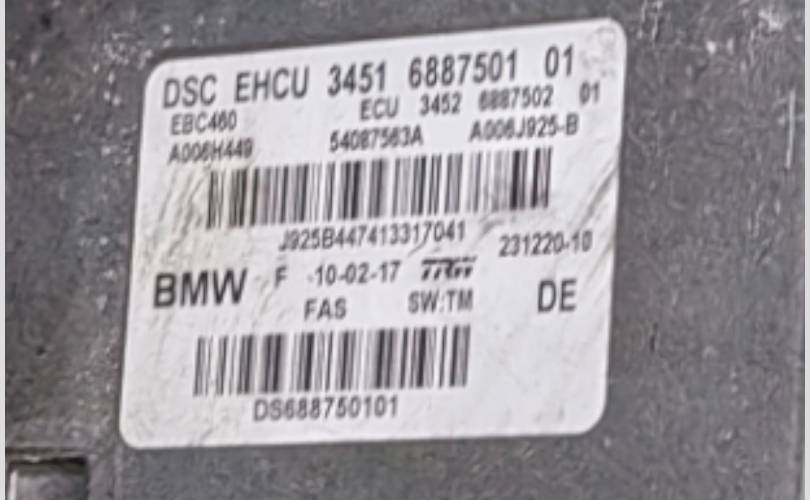 DSC EHCU 3451 6887501 01
EBC460 ECU 3452 6887502 01
A006H449 54087563A A006J925-B
J925B447413317041
231220-10
BMW F -10-02-17 TRW
FAS SW:TM DE
DS688750101